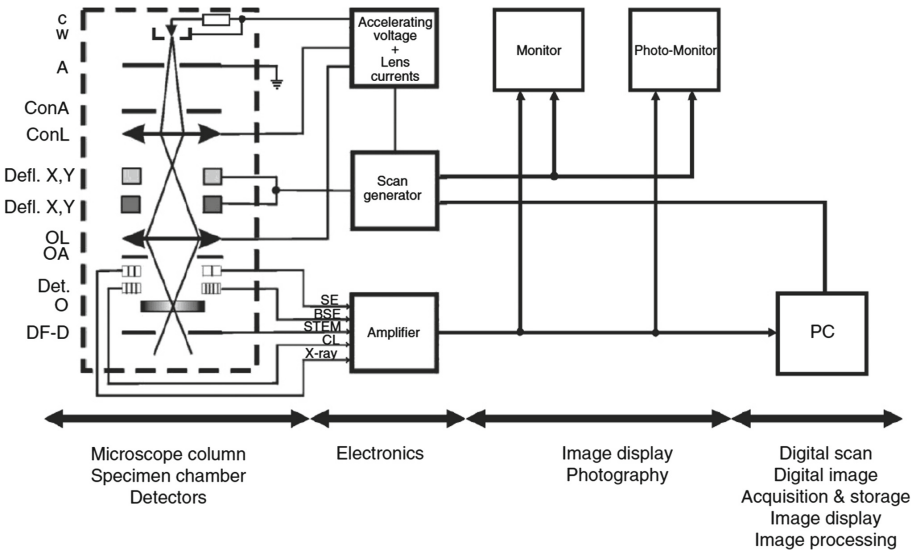 C
W
A
ConA
ConL
Defl. X,Y
Defl. X,Y
OL
OA
Det.
O
DF-D
Accelerating
voltage
+
Lens
currents
Scan
generator
SE
BSE
STEM
CL
X-ray
Amplifier
Monitor
Photo-Monitor
PC
Microscope column
Specimen chamber
Detectors
Electronics
Image display
Photography
Digital scan
Digital image
Acquisition & storage
Image display
Image processing